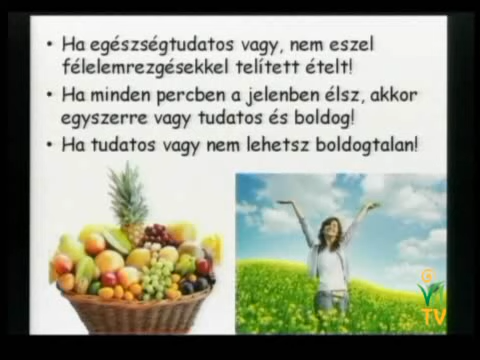 • Ha egészségtudatos vagy, nem eszel
félelemrezgésekkel telített ételt!
• Ha minden percben a jelenben élsz, akkor
egyszerre vagy tudatos és boldog!
• Ha tudatos vagy nem lehetsz boldogtalan!
TV